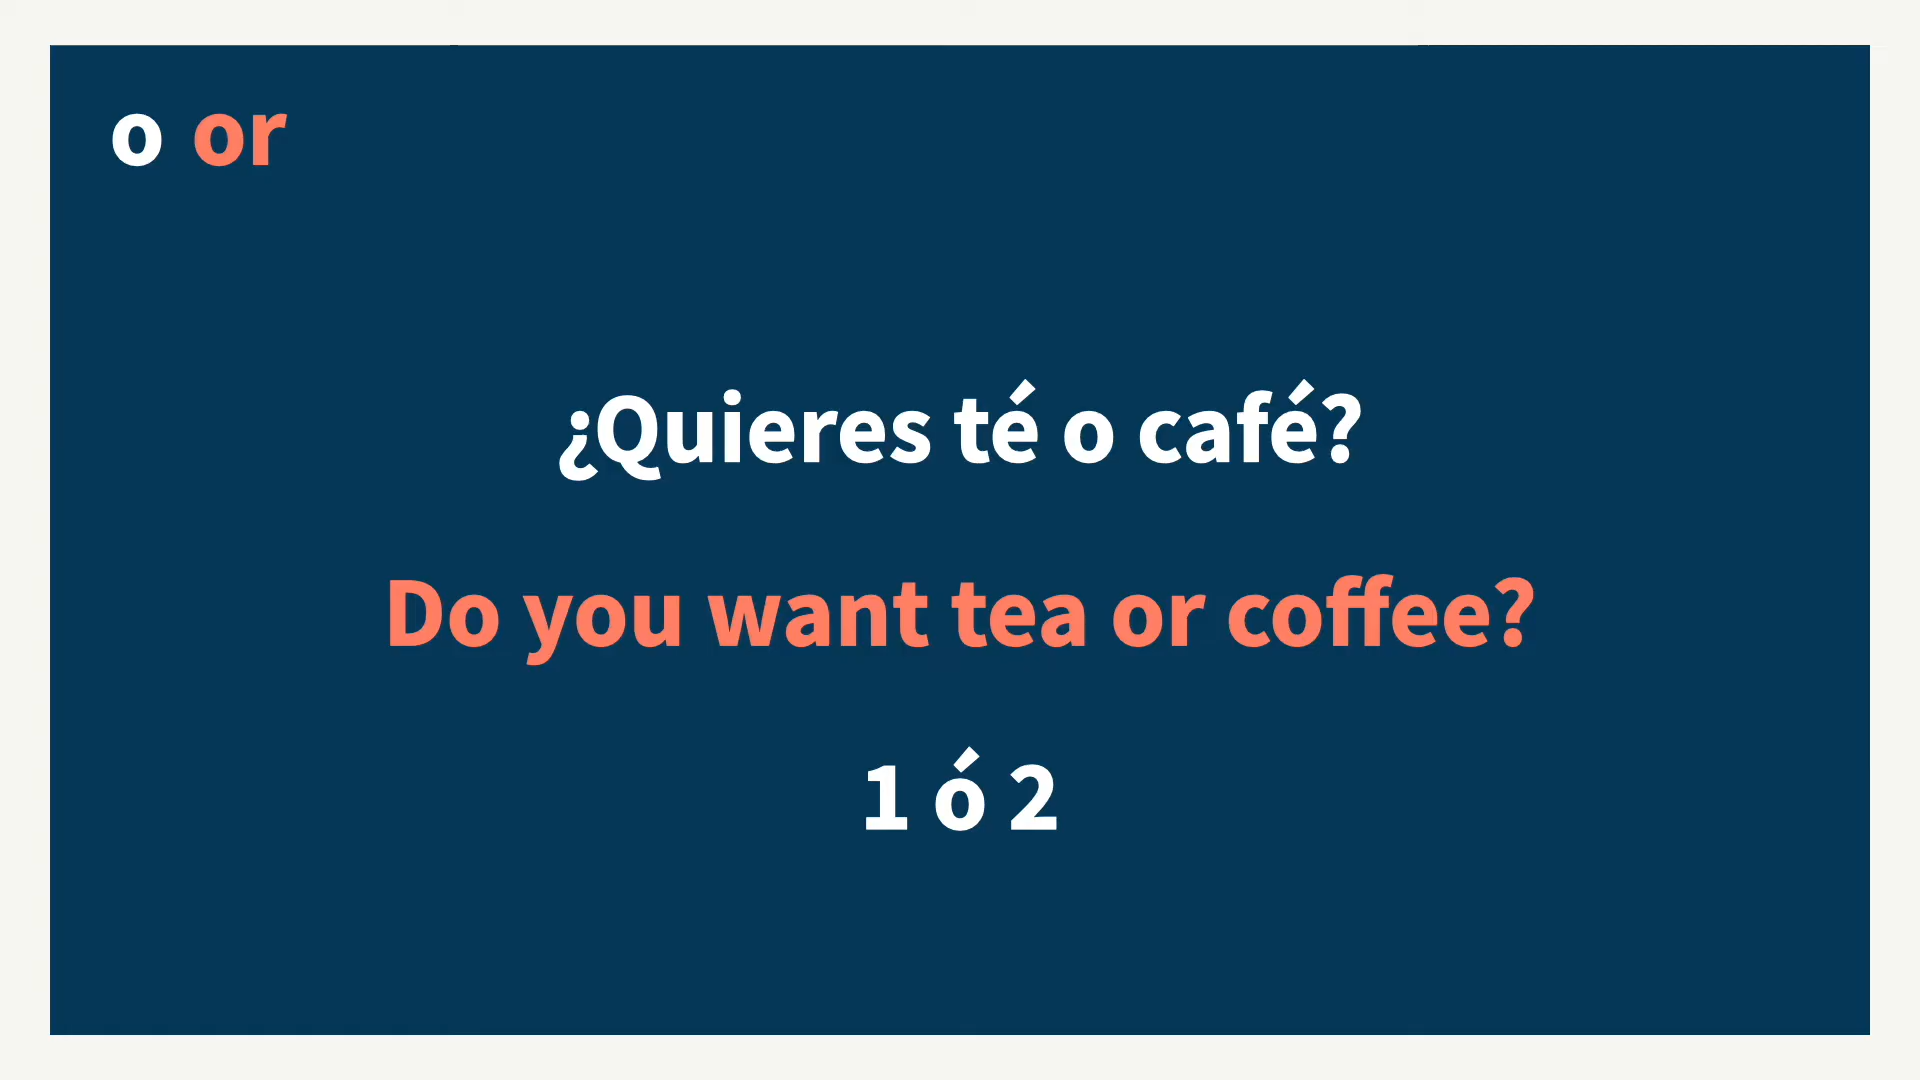 o or
¿Quieres té o café?
Do you want tea or coffee?
1 ó 2